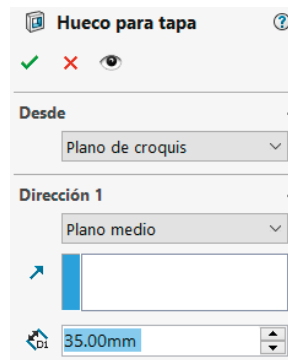 Hueco para tapa
Desde
Plano de croquis
Dirección 1
Plano medio
D1
35.00mm